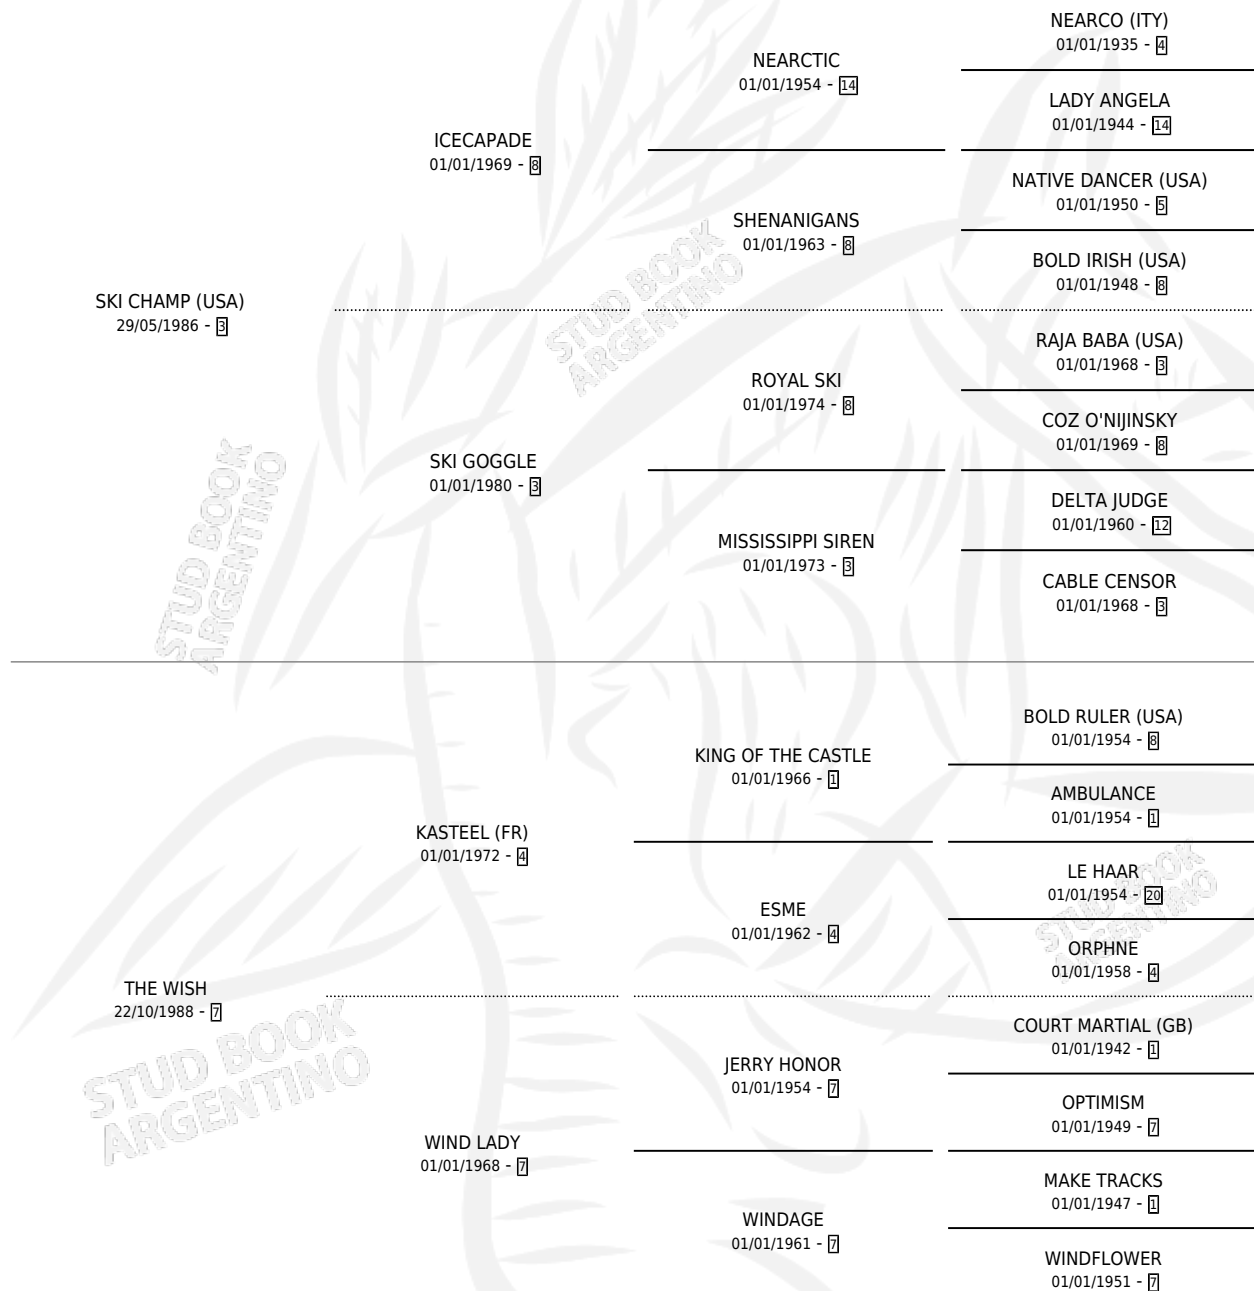 NEARCO (ITY)
01/01/1935 - 4
NEARCTIC
01/01/1954 - 14
LADY ANGELA
01/01/1944 - 14
ICECAPADE
01/01/1969 - 8
NATIVE DANCER (USA)
01/01/1950 - 5
SHENANIGANS
01/01/1963 - 8
BOLD IRISH (USA)
01/01/1948 - 8
SKI CHAMP (USA)
29/05/1986 - 3
STUD BOOK
ARGENTINO
RAJA BABA (USA)
01/01/1968 - 3
ROYAL SKI
01/01/1974 - 8
COZ O'NIJINSKY
01/01/1969 - 8
SKI GOGGLE
01/01/1980 - 3
DELTA JUDGE
01/01/1960 - 12
MISSISSIPPI SIREN
01/01/1973 - 3
CABLE CENSOR
01/01/1968 - 3
STUD BOOK
ARGENTINO
BOLD RULER (USA)
01/01/1954 - 8
KING OF THE CASTLE
01/01/1966 - 1
AMBULANCE
01/01/1954 - 1
KASTEEL (FR)
01/01/1972 - 4
LE HAAR
01/01/1954 - 20
ESME
01/01/1962 - 4
STUD BOOK
ARGENTINO
ORPHNE
01/01/1958 - 4
THE WISH
22/10/1988 - 7
COURT MARTIAL (GB)
01/01/1942 - 1
JERRY HONOR
01/01/1954 - 7
OPTIMISM
01/01/1949 - 7
STUD BOOK
ARGENTINO
WIND LADY
01/01/1968 - 7
MAKE TRACKS
01/01/1947 - 1
WINDAGE
01/01/1961 - 7
WINDFLOWER
01/01/1951 - 7